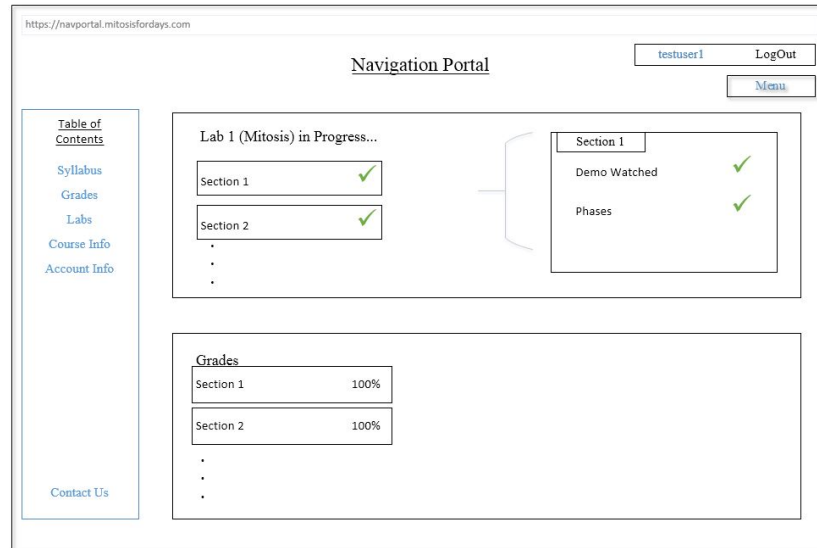 https://navportal.mitosisfordays.com
Navigation Portal
testuser1 LogOut
Menu
Table of
Contents
Syllabus
Grades
Labs
Course Info
Account Info
Contact Us
Lab 1 (Mitosis) in Progress...
Section 1
Section 2
Section 1
Demo Watched
Phases
Grades
Section 1 100%
Section 2 100%